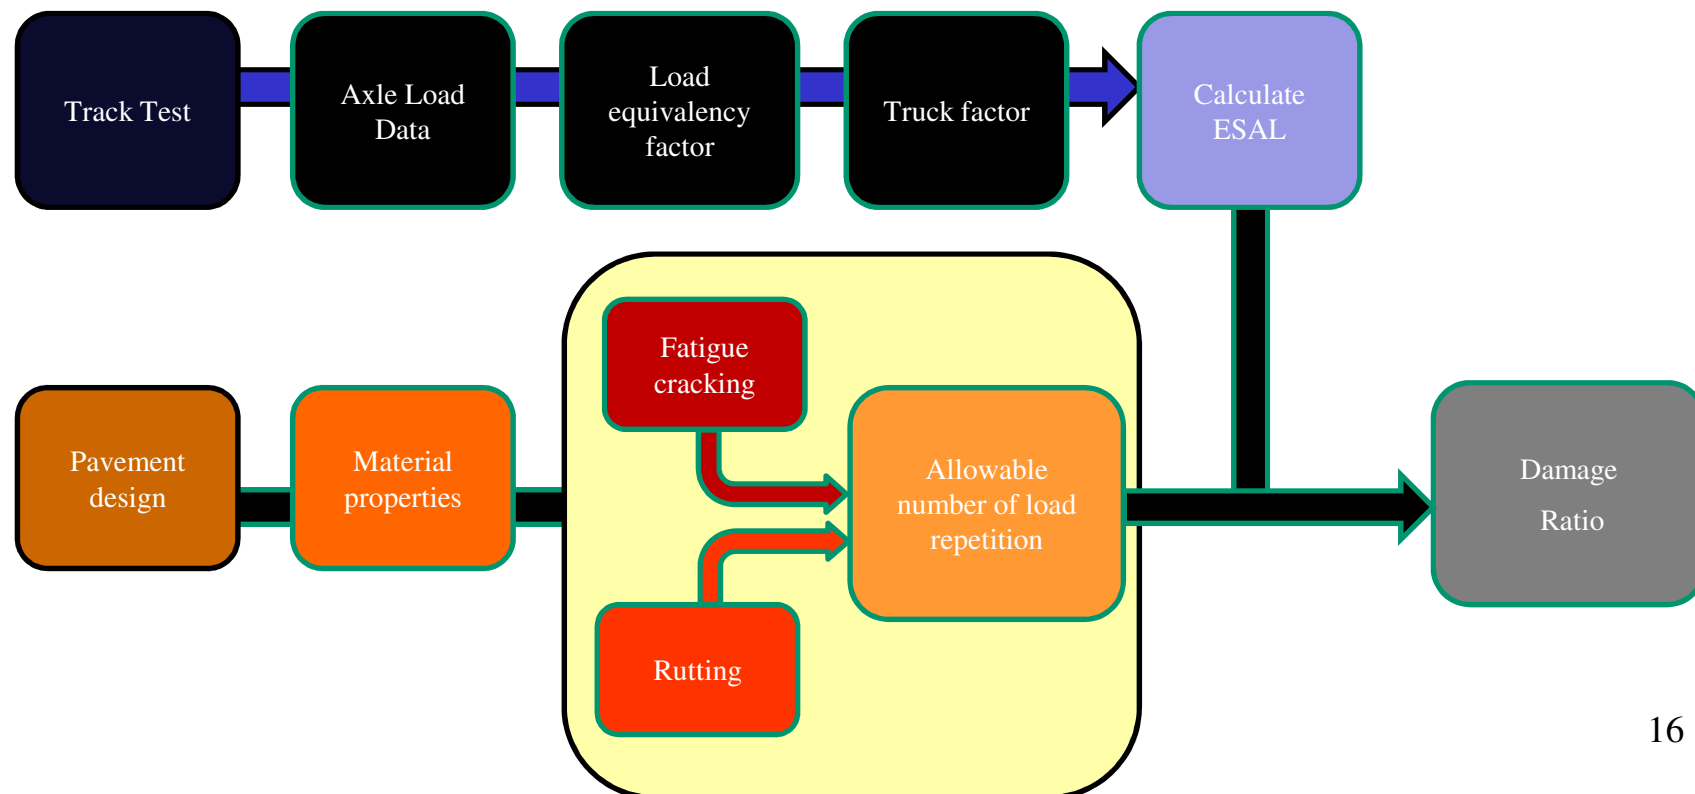 Track Test
Axle Load
Data
Load
equivalency
factor
Truck factor
Calculate
ESAL
Fatigue
cracking
Pavement
design
Material
properties
Allowable
number of load
repetition
Damage
Ratio
Rutting
16